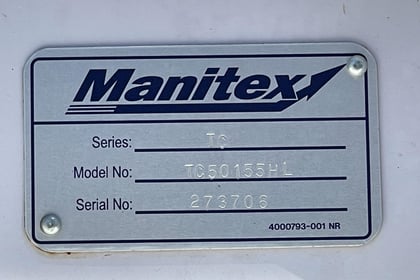 Manitex
Series: TC
Model No: TC50155HL
Serial No: 273706
4000793-001 NR